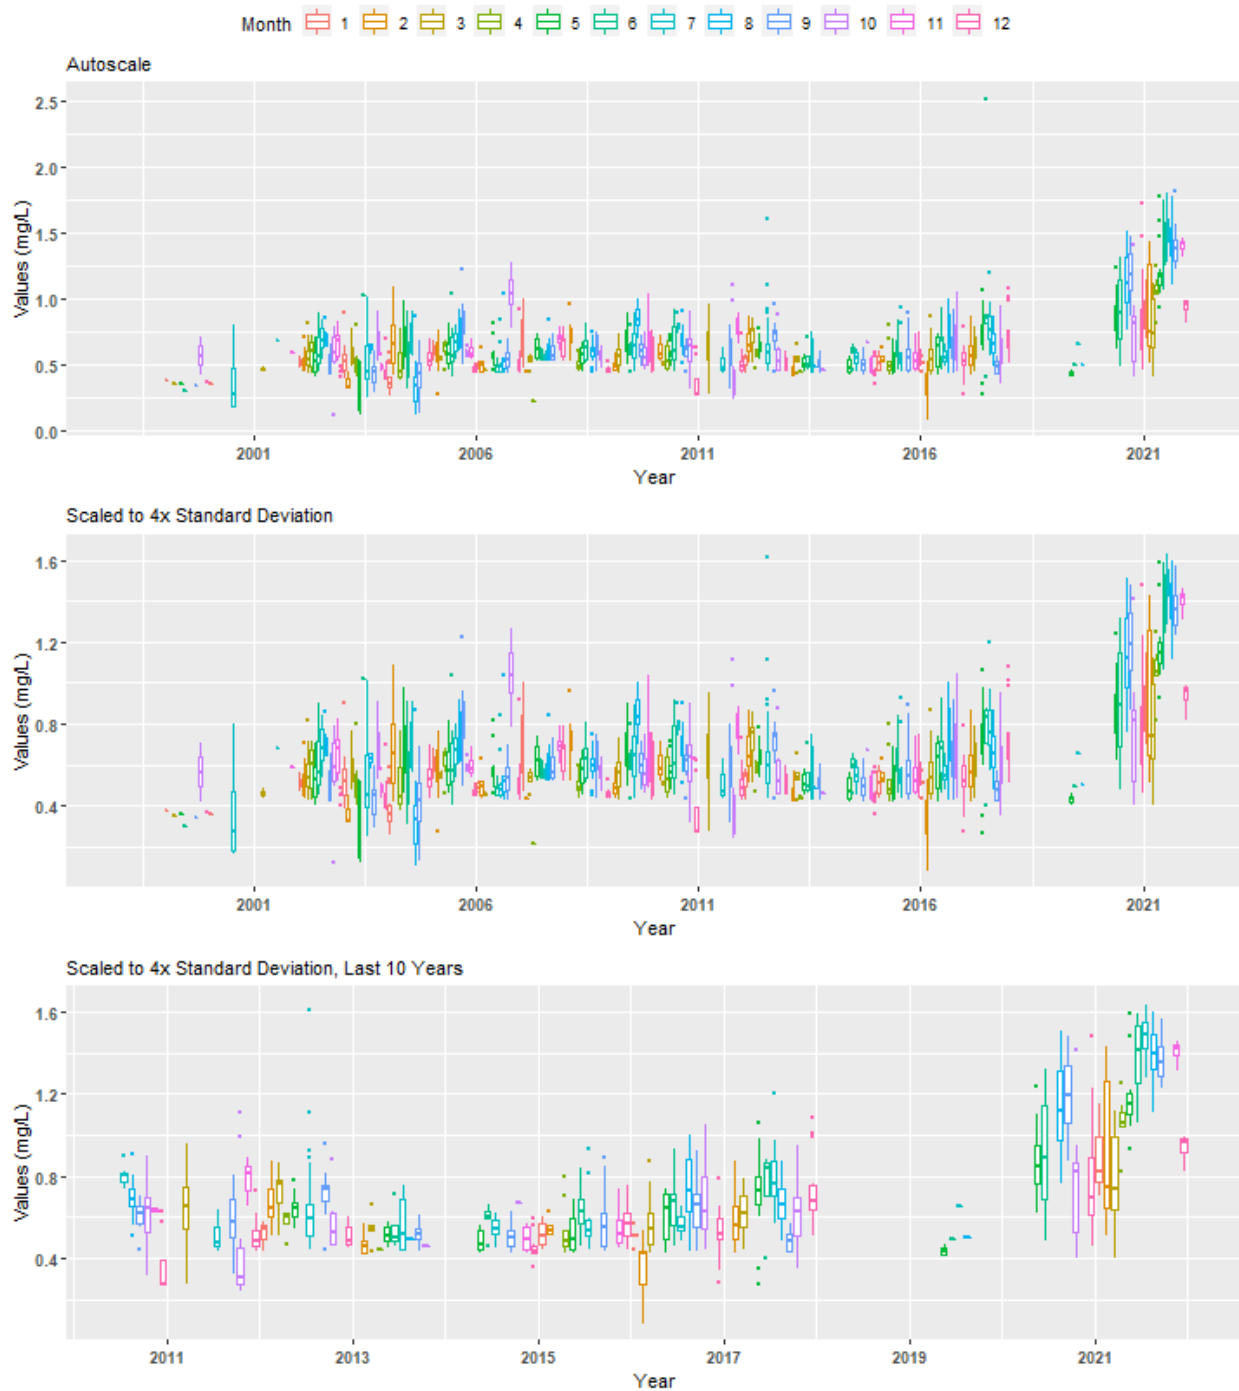 Month 1 2 3 4 5 6 7 8 9 10 11 12
Autoscale
2.5
2.0
1.5
1.0
0.5
0.0
Values (mg/L)
2001 2006 2011 2016 2021
Year
Scaled to 4x Standard Deviation
1.6
1.2
0.8
0.4
Values (mg/L)
2001 2006 2011 2016 2021
Year
Scaled to 4x Standard Deviation, Last 10 Years
1.6
1.2
0.8
0.4
Values (mg/L)
2011 2013 2015 2017 2019 2021
Year